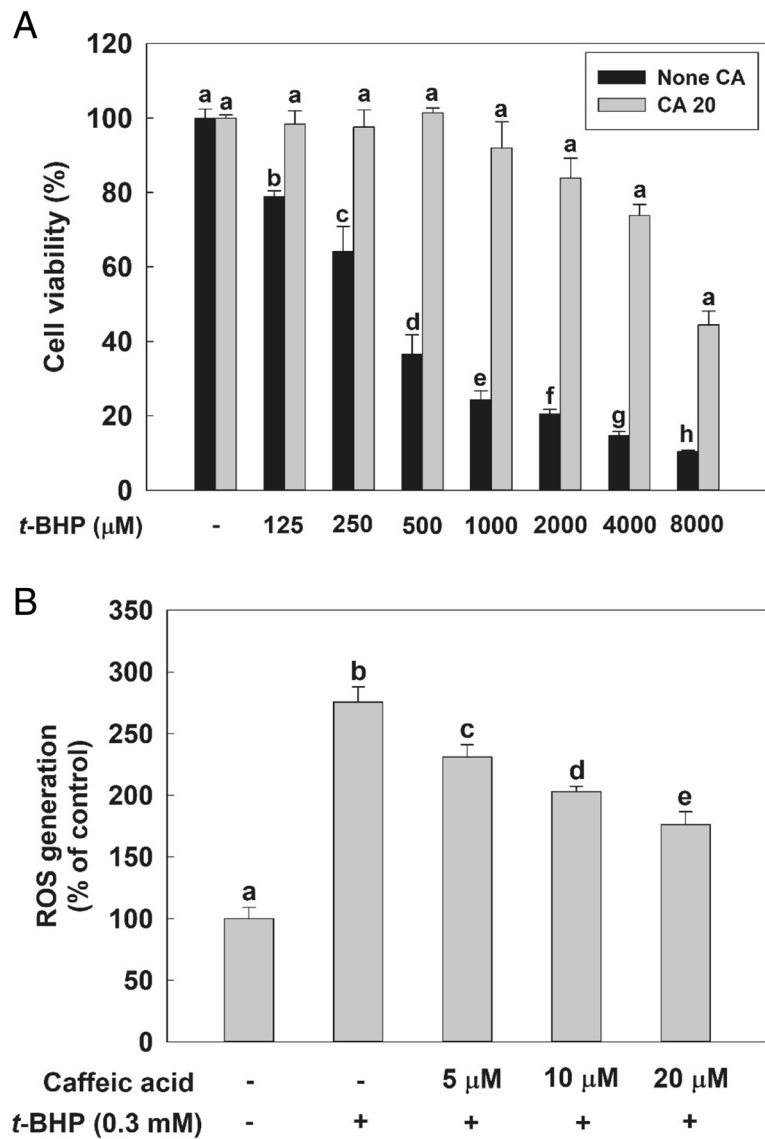 A
120
100
80
60
40
20
0
Cell viability (%)
None CA
CA 20
a a a a a a a a a
b c d e f g h
t-BHP (μM) - 125 250 500 1000 2000 4000 8000
B
350
300
250
200
150
100
50
0
ROS generation
(% of control)
a b c d e
Caffeic acid - - 5 μM 10 μM 20 μM
t-BHP (0.3 mM) - + + + +